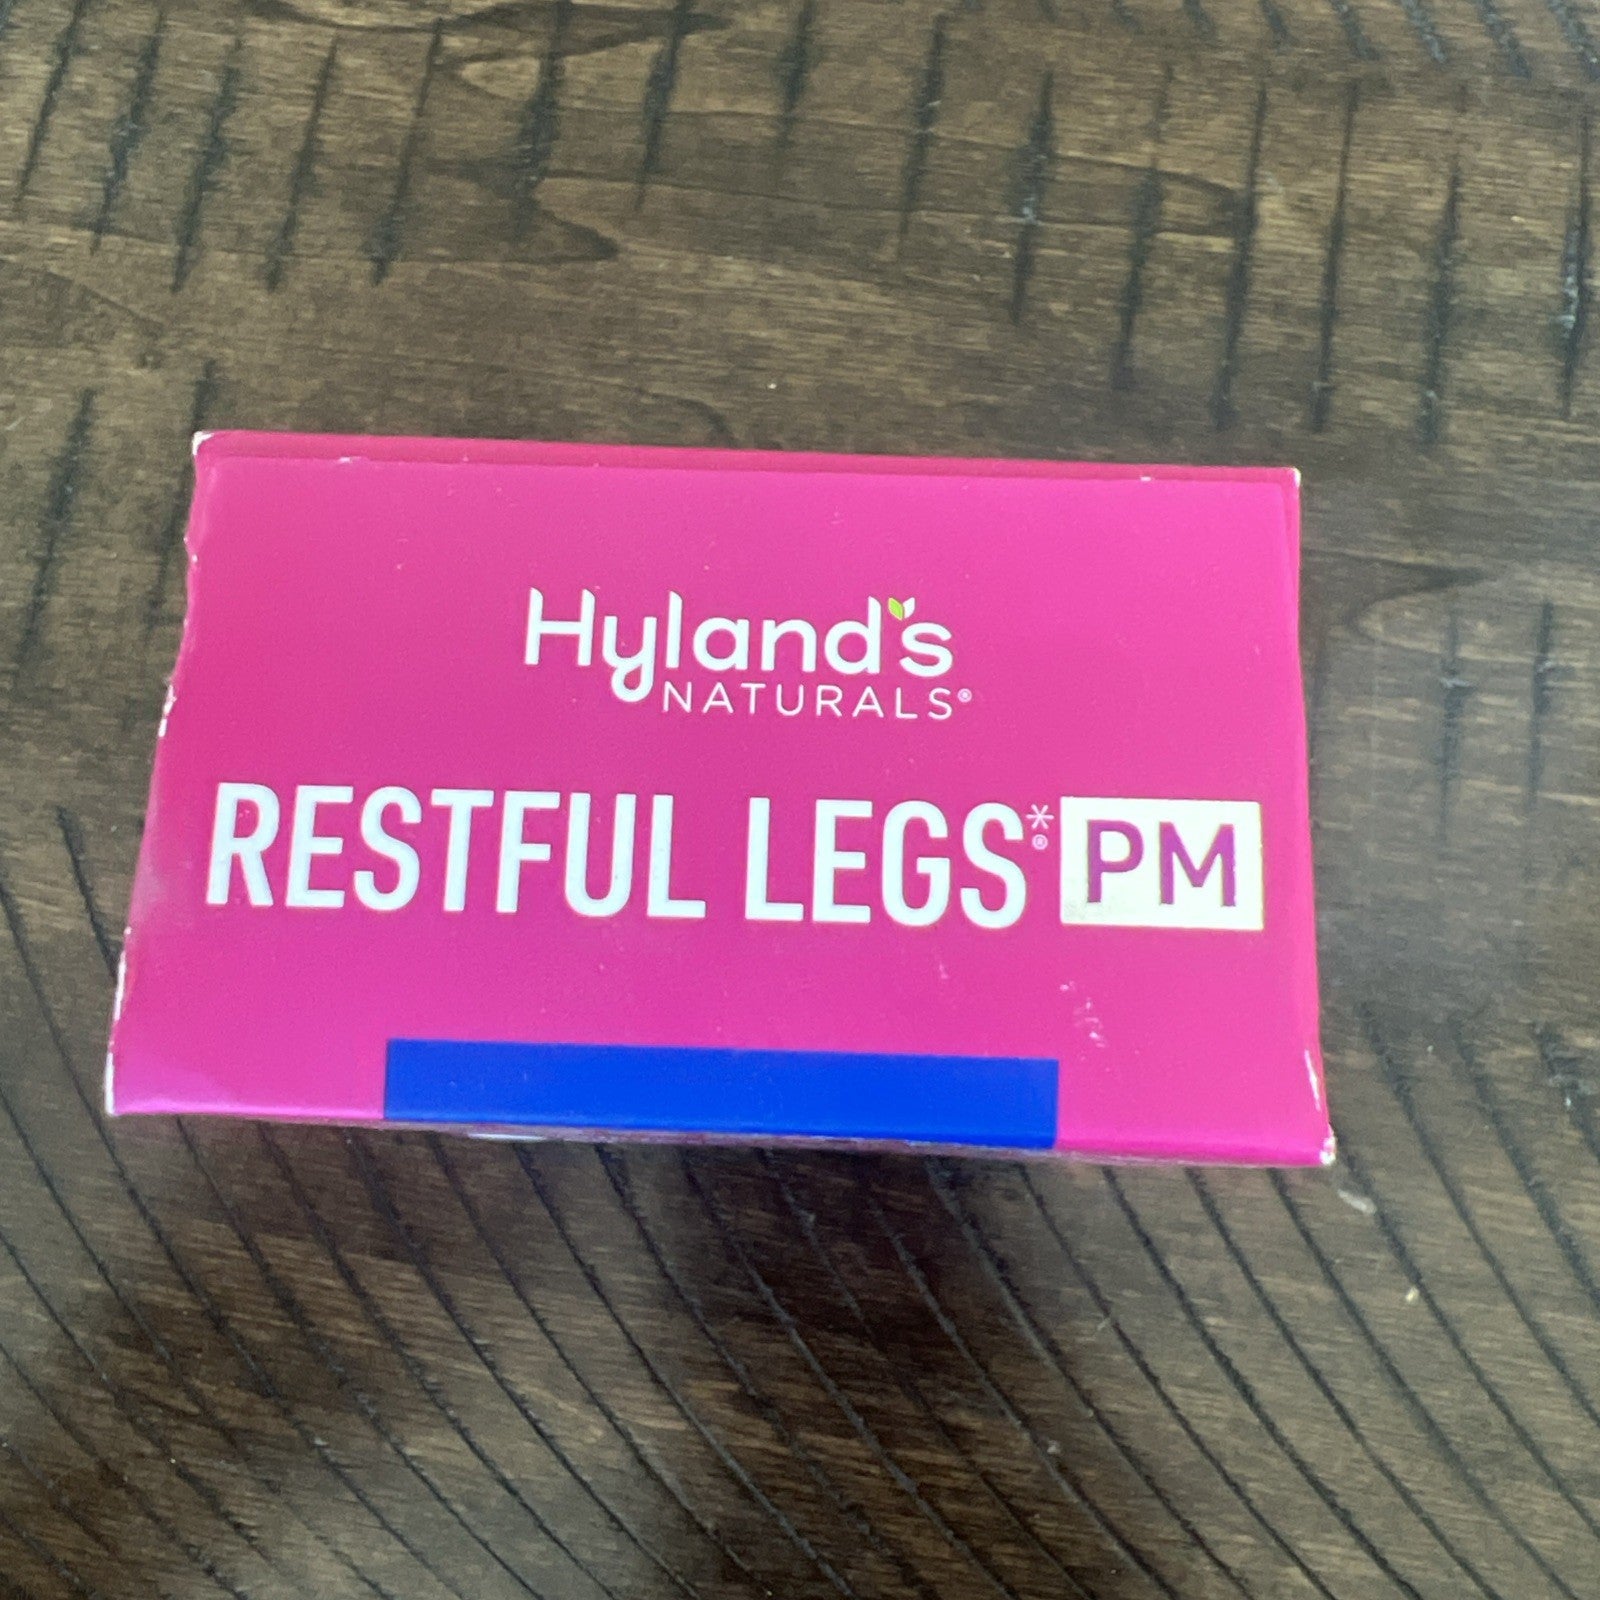 Hyland's
NATURALS®
RESTFUL LEGS*® PM